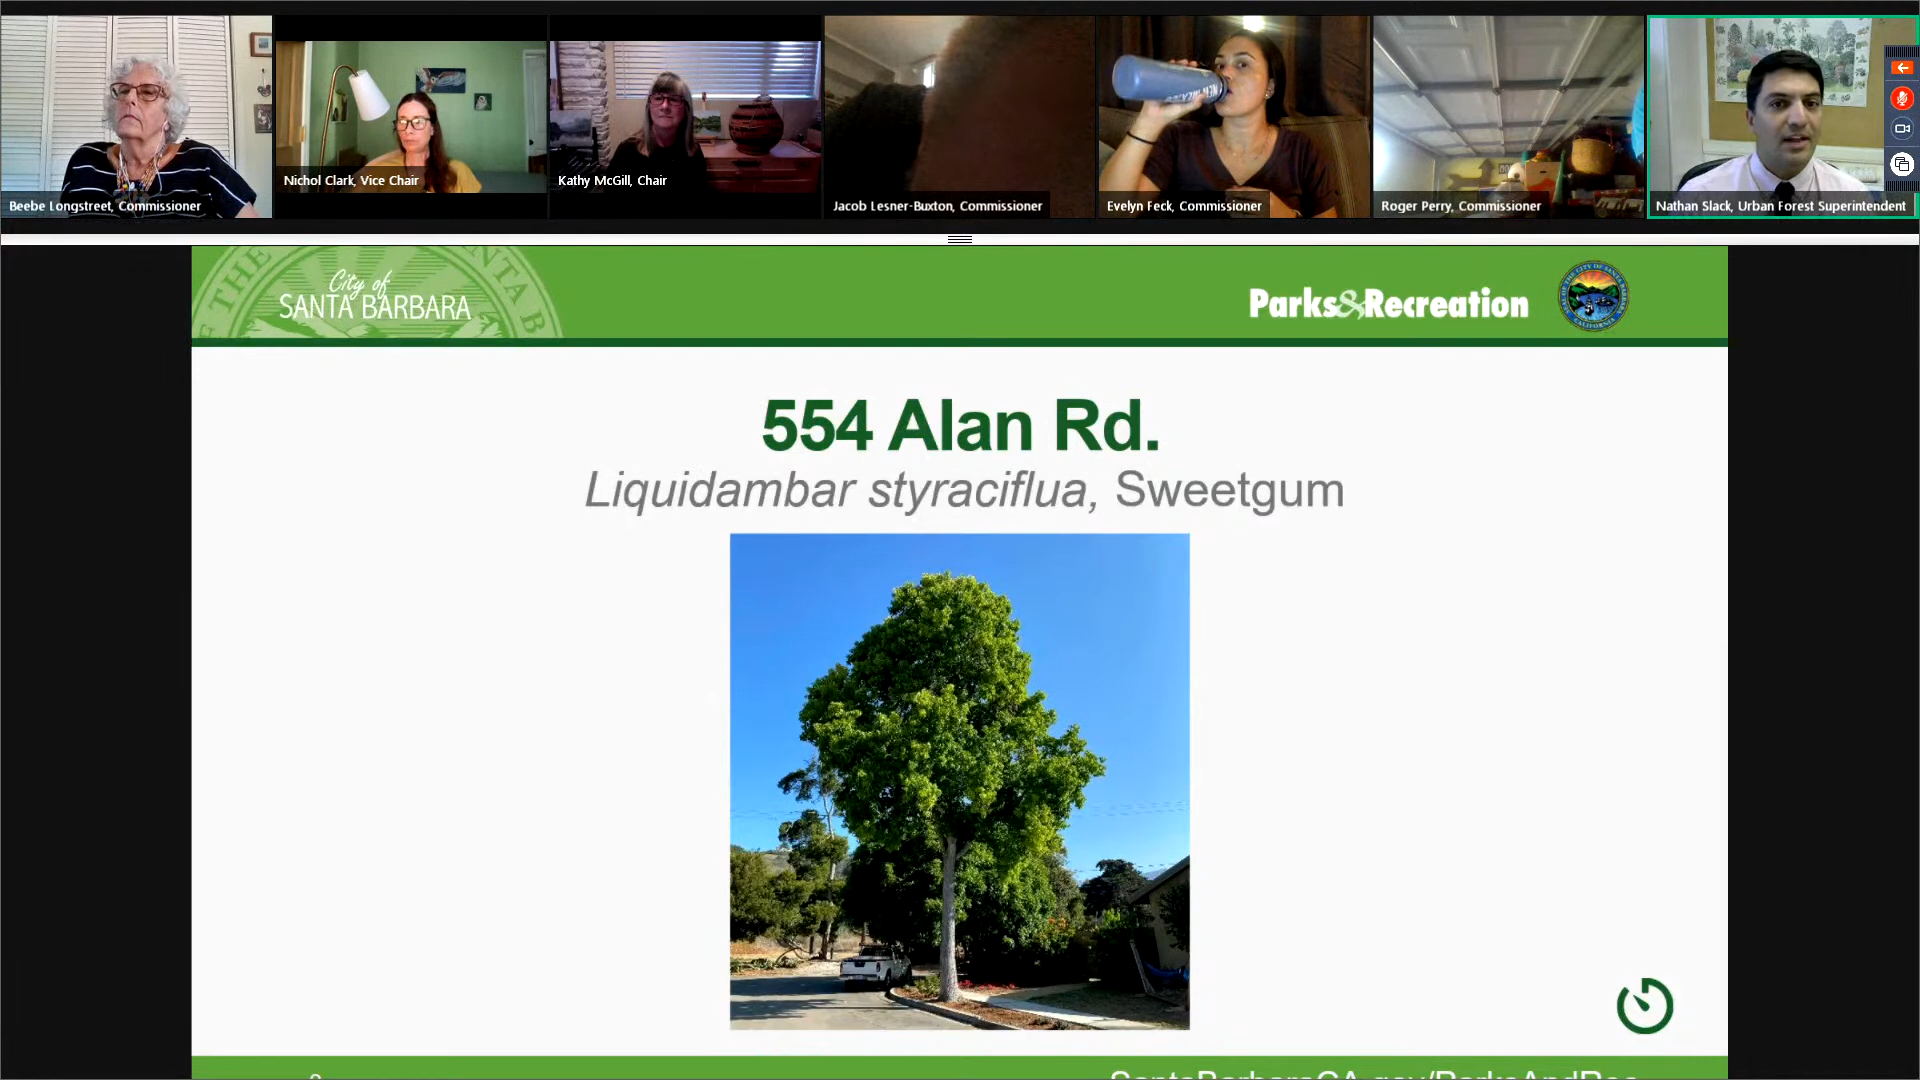 Beebe Longstreet, Commissioner
Nichol Clark, Vice Chair
Kathy McGill, Chair
Jacob Lesner-Buxton, Commissioner
Evelyn Feck, Commissioner
Roger Perry, Commissioner
Nathan Slack, Urban Forest Superintendent
City of
SANTA BARBARA
Parks&Recreation
554 Alan Rd.
Liquidambar styraciflua, Sweetgum
SantaBarbaraCA.gov/ParksAndRec